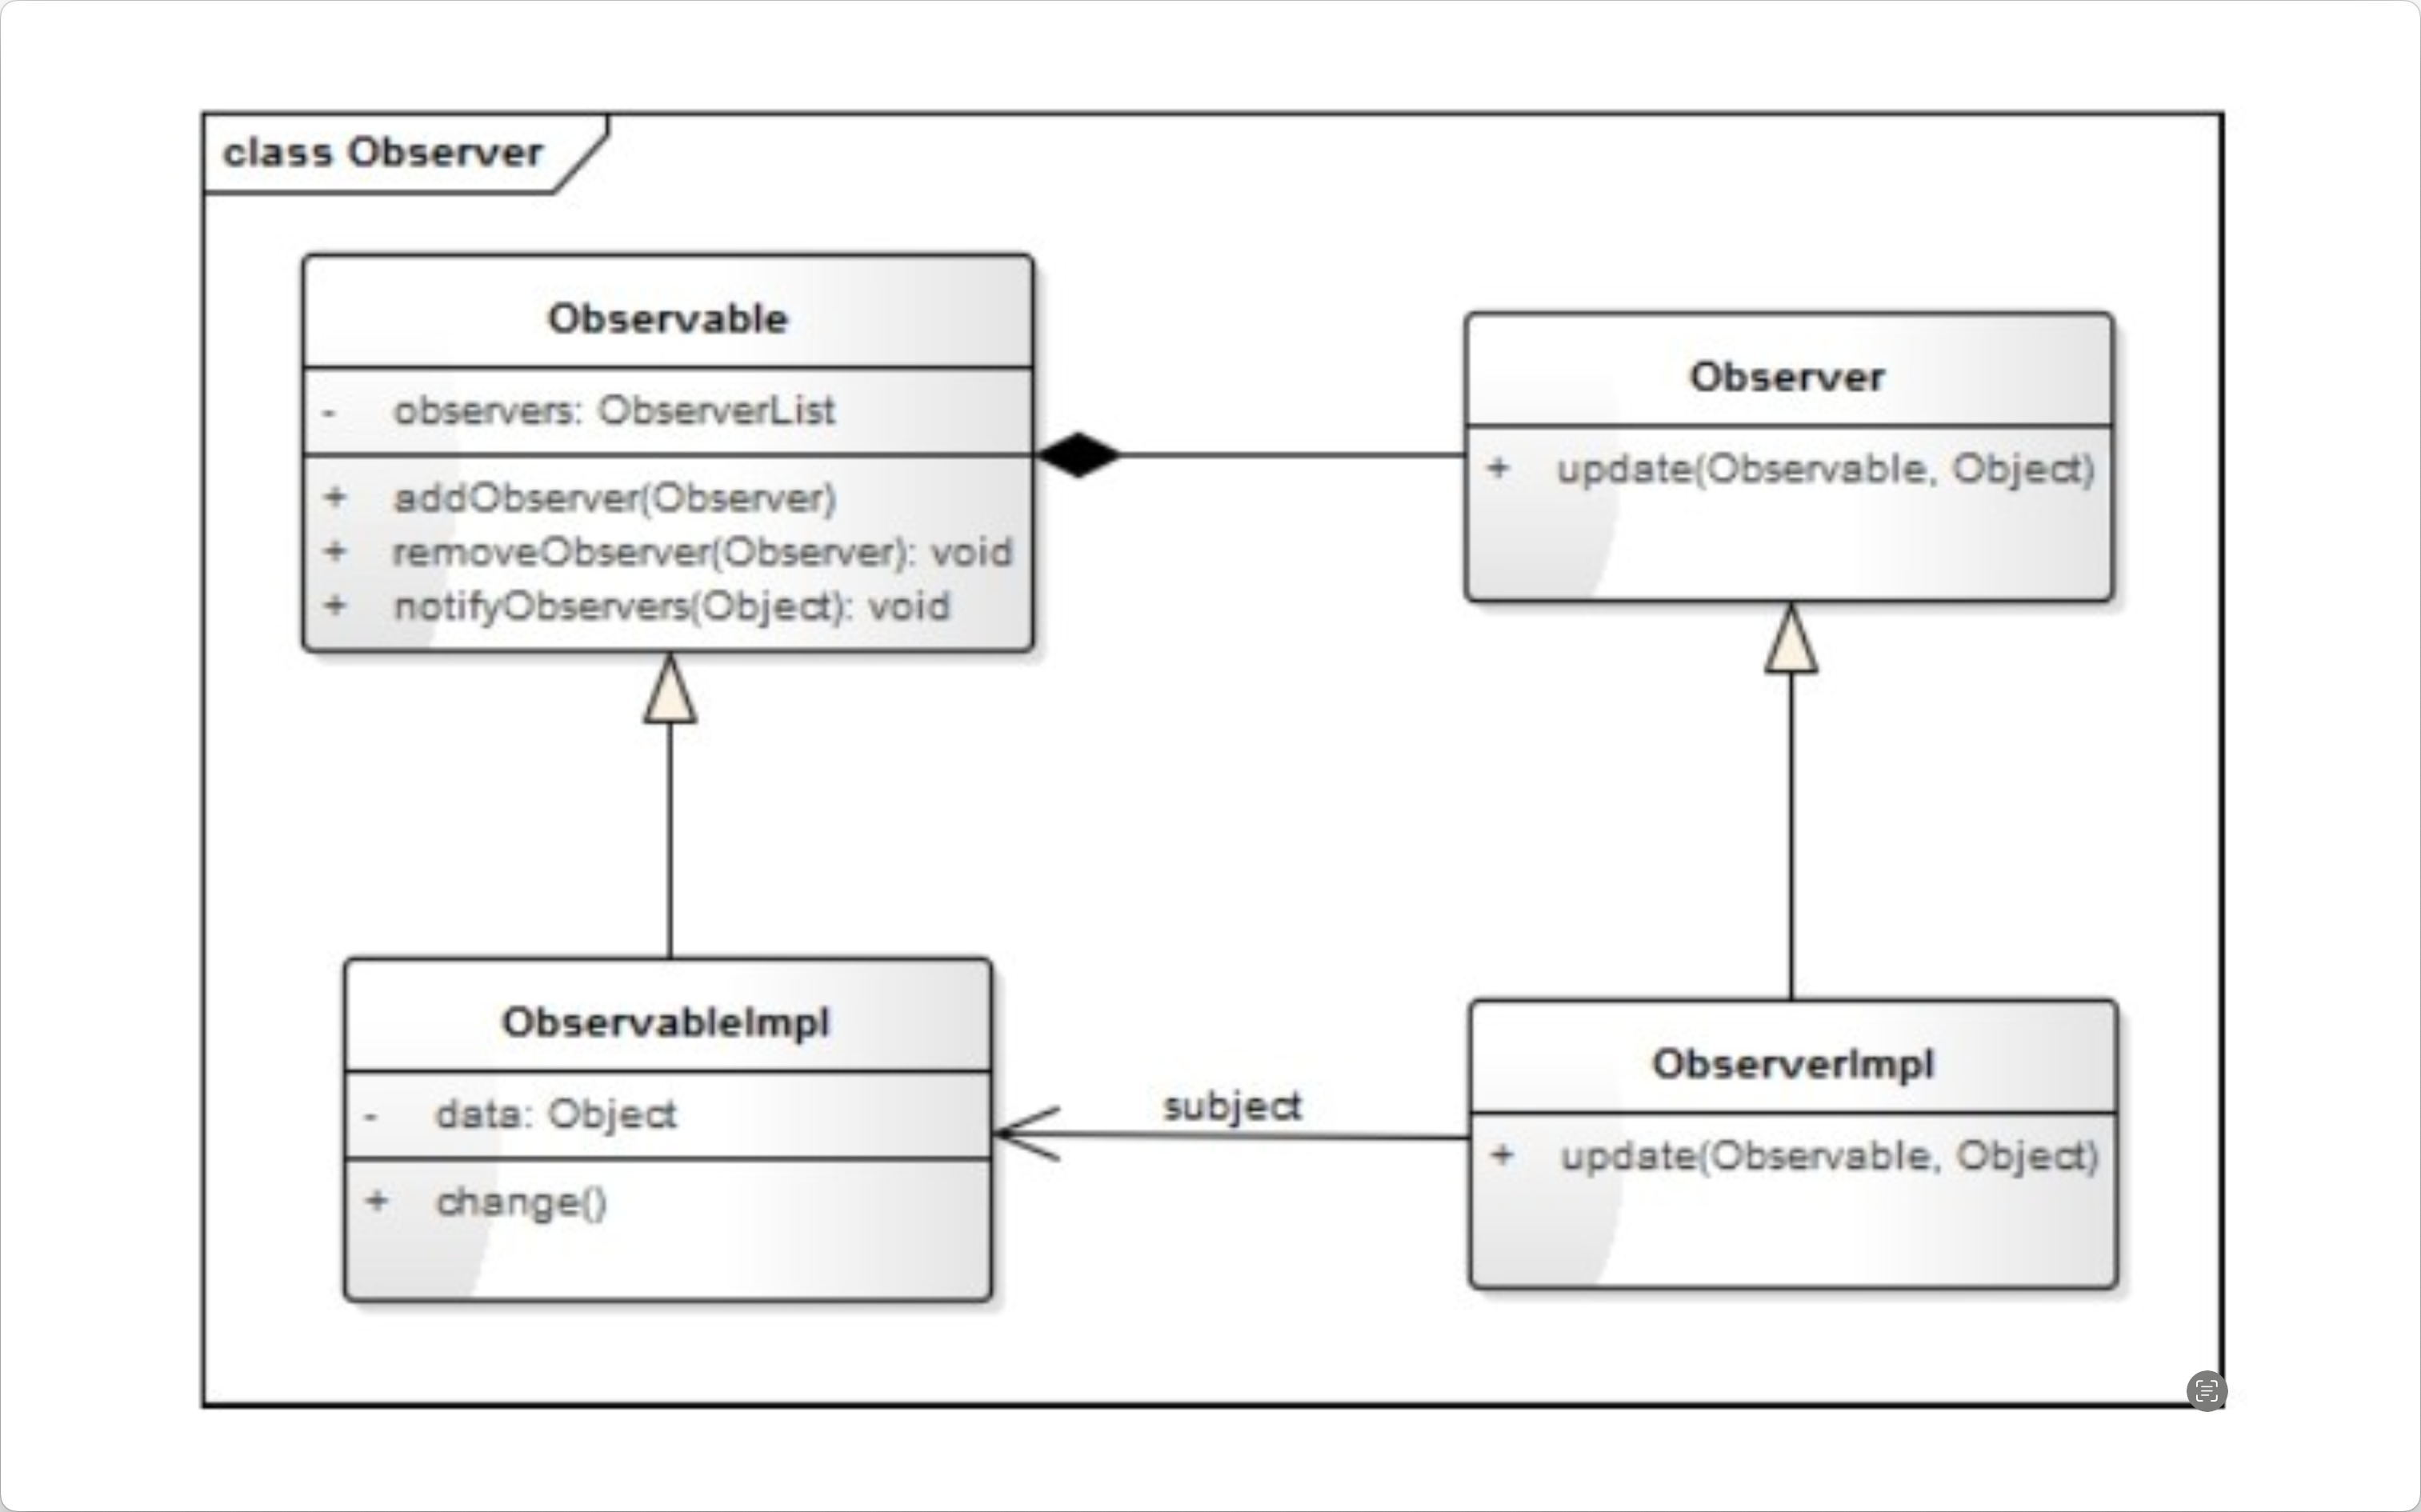 class Observer
Observable
- observers: ObserverList
+ addObserver(Observer)
+ removeObserver(Observer): void
+ notifyObservers(Object): void
Observer
+ update(Observable, Object)
ObservableImpl
- data: Object
+ change()
subject
ObserverImpl
+ update(Observable, Object)